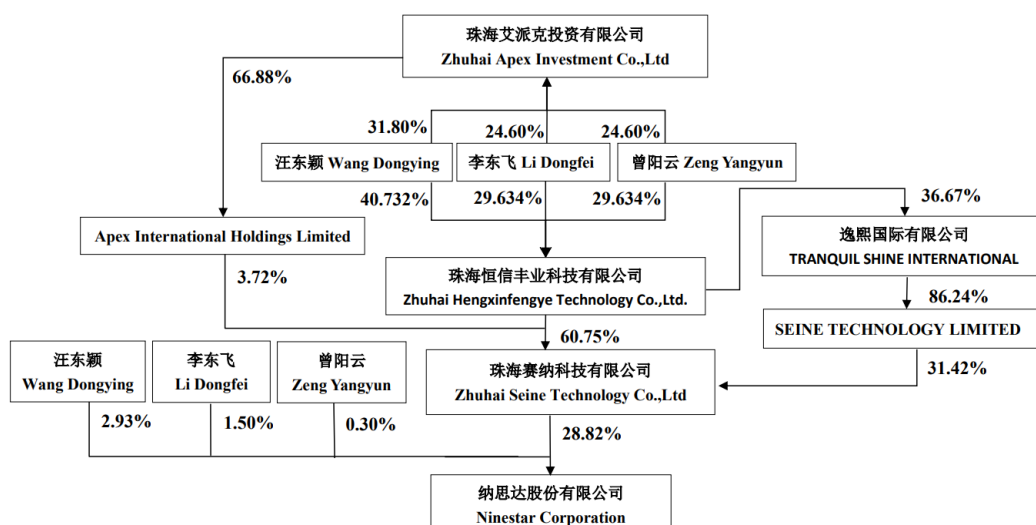 珠海艾派克投资有限公司
Zhuhai Apex Investment Co.,Ltd
66.88%
31.80%
24.60%
24.60%
汪东颖 Wang Dongying
李东飞 Li Dongfei
曾阳云 Zeng Yangyun
40.732%
29.634%
29.634%
36.67%
Apex International Holdings Limited
逸熙国际有限公司
TRANQUIL SHINE INTERNATIONAL
3.72%
珠海恒信丰业科技有限公司
Zhuhai Hengxinfengye Technology Co.,Ltd.
86.24%
60.75%
SEINE TECHNOLOGY LIMITED
汪东颖
Wang Dongying
李东飞
Li Dongfei
曾阳云
Zeng Yangyun
珠海赛纳科技有限公司
Zhuhai Seine Technology Co.,Ltd
31.42%
2.93%
1.50%
0.30%
28.82%
纳思达股份有限公司
Ninestar Corporation